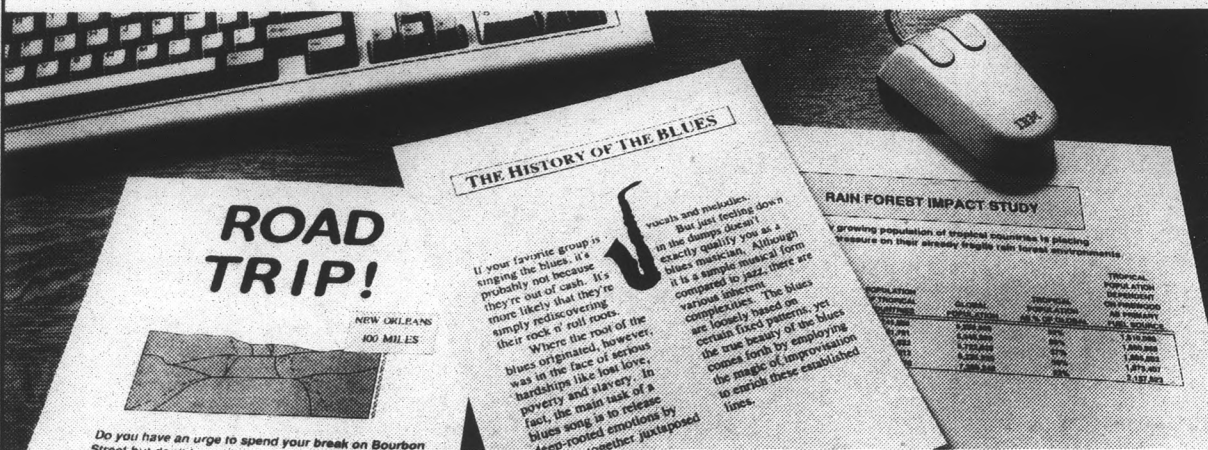 IBM
ROAD
TRIP!
NEW ORLEANS
400 MILES
Do you have an urge to spend your break on Bourbon
THE HISTORY OF THE BLUES
If your favorite group is
singing the blues, it's
probably not because
they're out of cash. It's
more likely that they're
simply rediscovering
their rock n' roll roots.
Where the root of the
blues originated, however,
was in the face of serious
hardships like lost love,
poverty and slavery. In
fact, the main task of a
blues song is to release
deep-rooted emotions by
together juxtaposed
vocals and melodies.
But just feeling down
in the dumps doesn't
exactly qualify you as a
blues musician. Although
it is a simple musical form
compared to jazz, there are
various inherent
complexities. The blues
are loosely based on
certain fixed patterns, yet
the true beauty of the blues
comes forth by employing
the magic of improvisation
to enrich these established
lines.
RAIN FOREST IMPACT STUDY
growing population of tropical countries is placing
pressure on their already fragile rain forest environments
POPULATION
GLOBAL
POPULATION
TROPICAL
POPULATION
TROPICAL
POPULATION
FUEL SOURCE